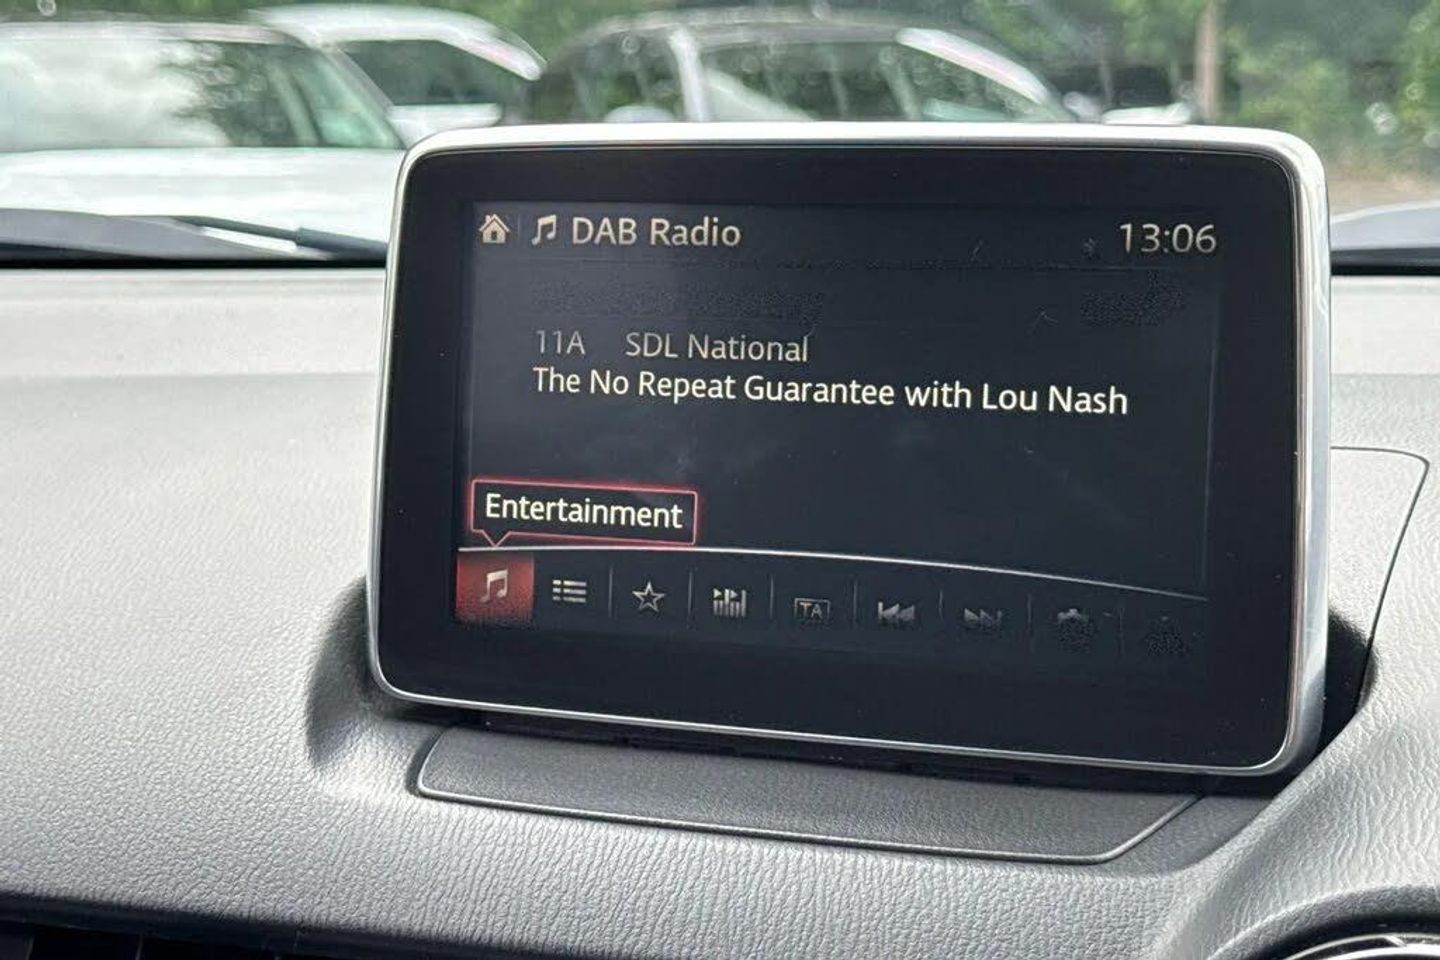 DAB Radio 13:06
11A SDL National
The No Repeat Guarantee with Lou Nash
Entertainment
TA